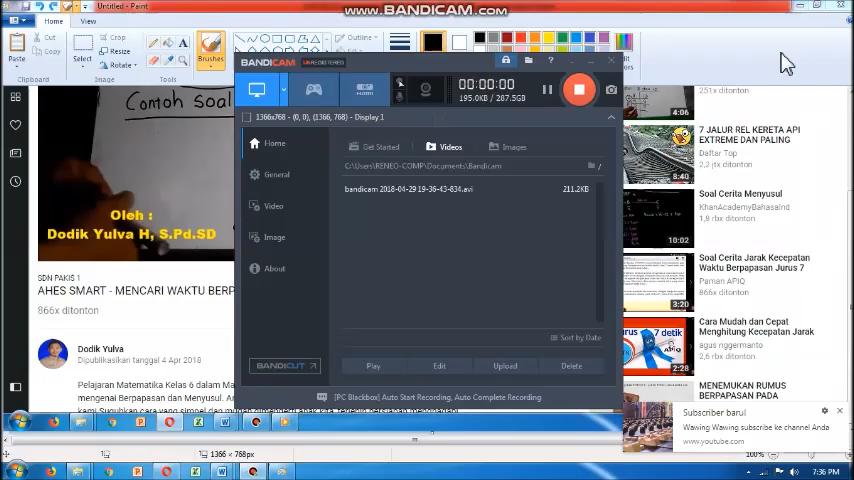 Untitled - Paint
www.BANDICAM.com
Home
View
Cut
Copy
Paste
Clipboard
Crop
Resize
Select
Rotate
Image
Tools
Brushes
Outline
BANDICAM UNREGISTERED
HDMI
00:00:00
195.0KB / 287.5GB
1366x768 - (0, 0), (1366, 768) - Display 1
Home
General
Video
Image
About
BANDICUT
Get Started
Videos
Images
C:\Users\RENEO-COMP\Documents\Bandicam
bandicam 2018-04-29 19-36-43-834.avi
211.2KB
Sort by Date
Play
Edit
Upload
Delete
[PC Blackbox] Auto Start Recording, Auto Complete Recording
Contoh Soal
Oleh :
Dodik Yulva H, S.Pd.SD
SDN PAKIS 1
AHES SMART - MENCARI WAKTU BERP
866x ditonton
Dodik Yulva
Dipublikasikan tanggal 4 Apr 2018
Pelajaran Matematika Kelas 6 dalam Ma
mengenai Berpapasan dan Menyusul. A
251x ditonton
4:06
7 JALUR REL KERETA API
EXTREME DAN PALING
Daftar Top
2,2 jtx ditonton
8:40
Soal Cerita Menyusul
KhanAcademyBahasaInd
1,8 rbx ditonton
10:02
Soal Cerita Jarak Kecepatan
Waktu Berpapasan Jurus 7
Paman APIQ
866x ditonton
3:20
7 detik
Cara Mudah dan Cepat
Menghitung Kecepatan Jarak
agus nggermanto
2,6 rbx ditonton
2:28
MENEMUKAN RUMUS
BERPAPASAN PADA
Subscriber baru!
Wawing Wawing subscribe ke channel Anda
www.youtube.com
1366 × 768px
100%
7:36 PM